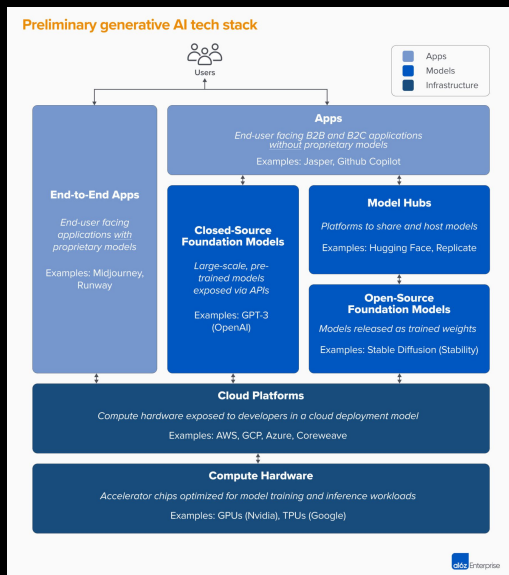 Preliminary generative AI tech stack
Users
Apps
Models
Infrastructure
Apps
End-user facing B2B and B2C applications
without proprietary models
Examples: Jasper, Github Copilot
End-to-End Apps
End-user facing
applications with
proprietary models
Examples: Midjourney,
Runway
Closed-Source
Foundation Models
Large-scale, pre-
trained models
exposed via APIs
Examples: GPT-3
(OpenAI)
Model Hubs
Platforms to share and host models
Examples: Hugging Face, Replicate
Open-Source
Foundation Models
Models released as trained weights
Examples: Stable Diffusion (Stability)
Cloud Platforms
Compute hardware exposed to developers in a cloud deployment model
Examples: AWS, GCP, Azure, Coreweave
Compute Hardware
Accelerator chips optimized for model training and inference workloads
Examples: GPUs (Nvidia), TPUs (Google)
a16z Enterprise